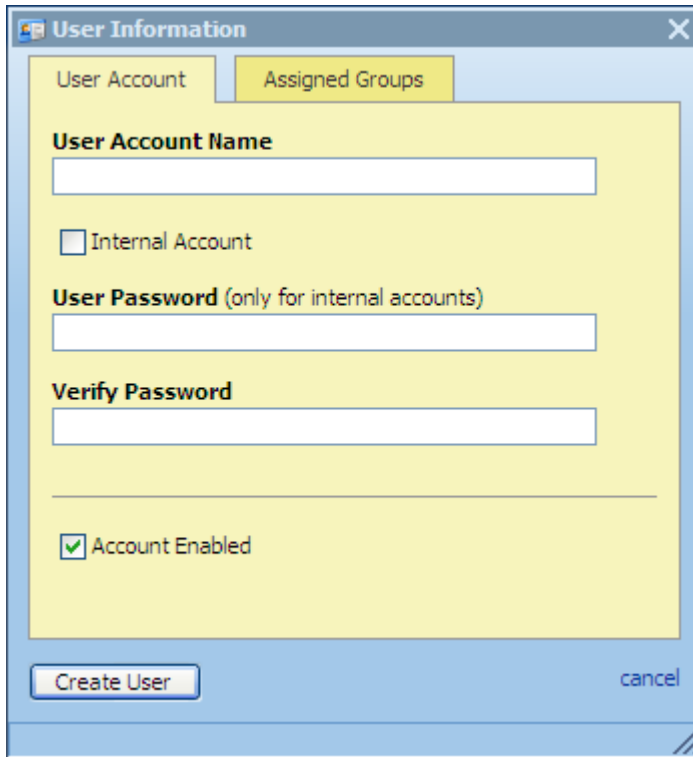 User Information
User Account
Assigned Groups
User Account Name
Internal Account
User Password (only for internal accounts)
Verify Password
Account Enabled
Create User
cancel